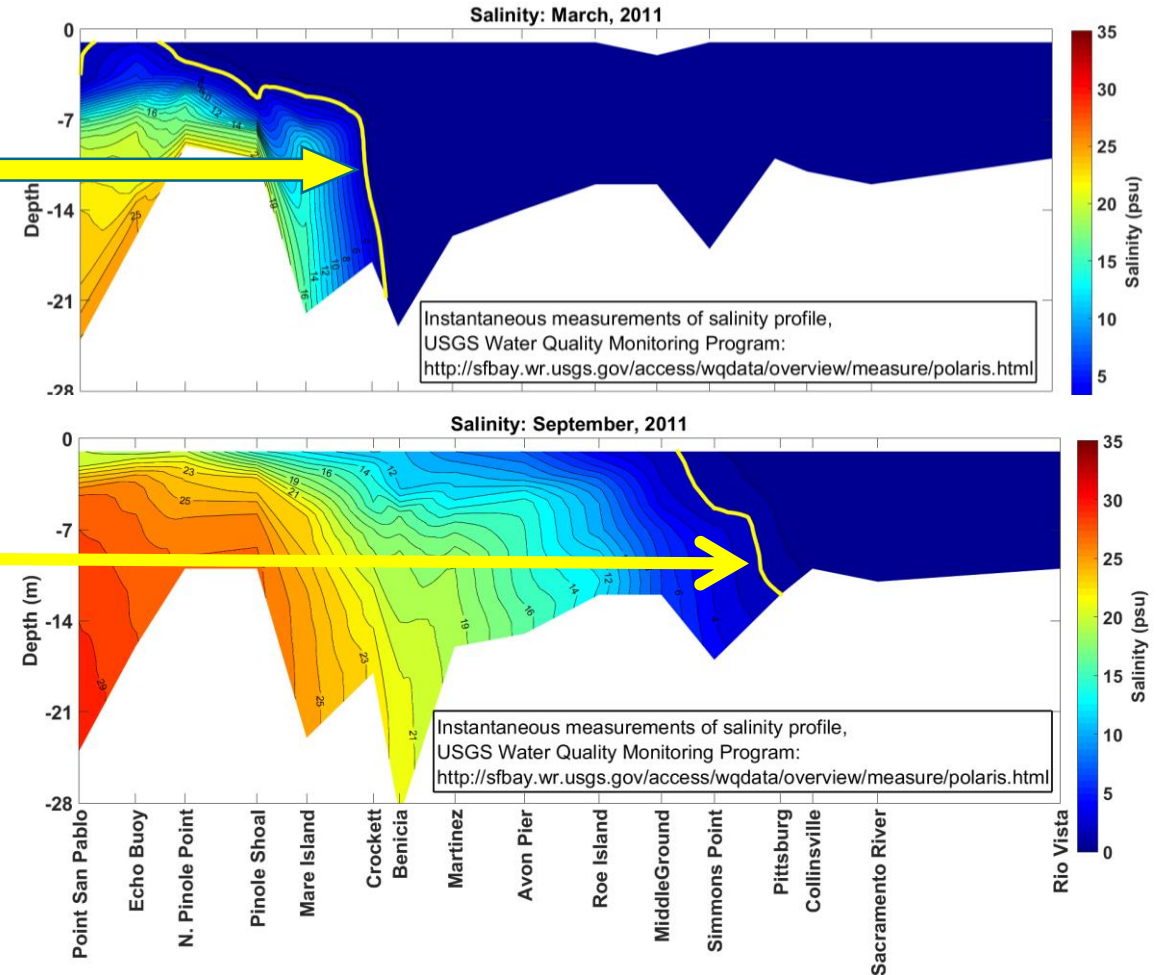 Salinity: March, 2011
0
-7
-14
-21
-28
Depth (m)
16
12
14
25
19
16
14
12
10
8
6
Instantaneous measurements of salinity profile,
USGS Water Quality Monitoring Program:
http://sfbay.wr.usgs.gov/access/wqdata/overview/measure/polaris.html
35
30
25
20
15
10
5
Salinity (psu)
Salinity: September, 2011
0
-7
-14
-21
-28
Depth (m)
23
25
19
21
16
14
12
29
25
23
21
19
16
14
12
Instantaneous measurements of salinity profile,
USGS Water Quality Monitoring Program:
http://sfbay.wr.usgs.gov/access/wqdata/overview/measure/polaris.html
35
30
25
20
15
10
5
0
Salinity (psu)
Point San Pablo
Echo Buoy
N. Pinole Point
Pinole Shoal
Mare Island
Crockett
Benicia
Martinez
Avon Pier
Roe Island
MiddleGround
Simmons Point
Pittsburg
Collinsville
Sacramento River
Rio Vista